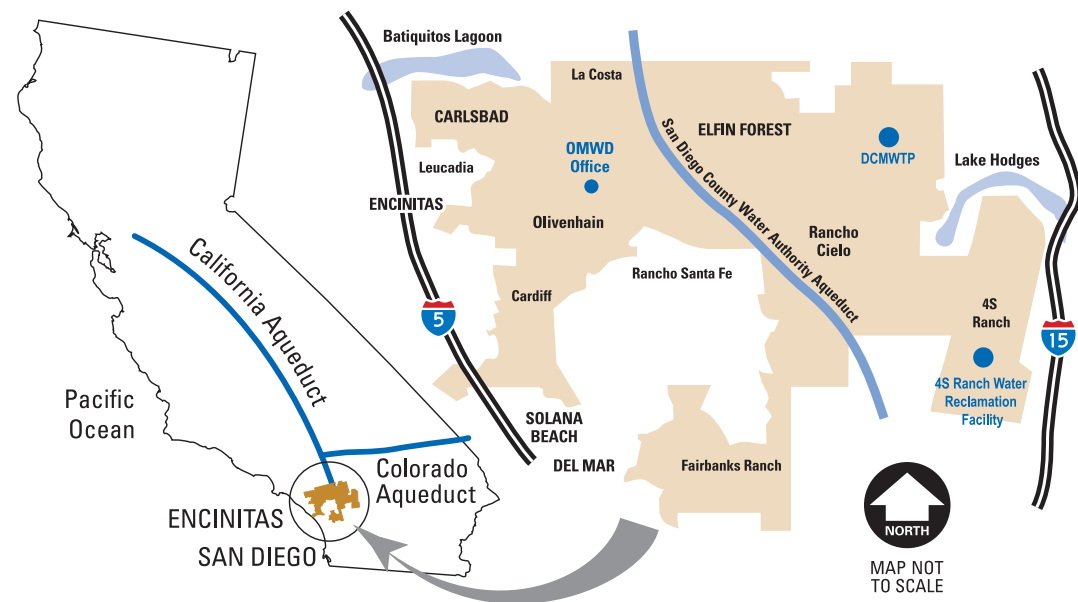 Batiquitos Lagoon
La Costa
CARLSBAD
ELFIN FOREST
OMWD
Office
DCMWTP
Lake Hodges
Leucadia
ENCINITAS
Olivenhain
San Diego County Water Authority Aqueduct
Rancho
Cielo
Rancho Santa Fe
Cardiff
4S
Ranch
5
15
4S Ranch Water
Reclamation
Facility
SOLANA
BEACH
DEL MAR
Fairbanks Ranch
California Aqueduct
Pacific
Ocean
Colorado
Aqueduct
ENCINITAS
SAN DIEGO
NORTH
MAP NOT
TO SCALE